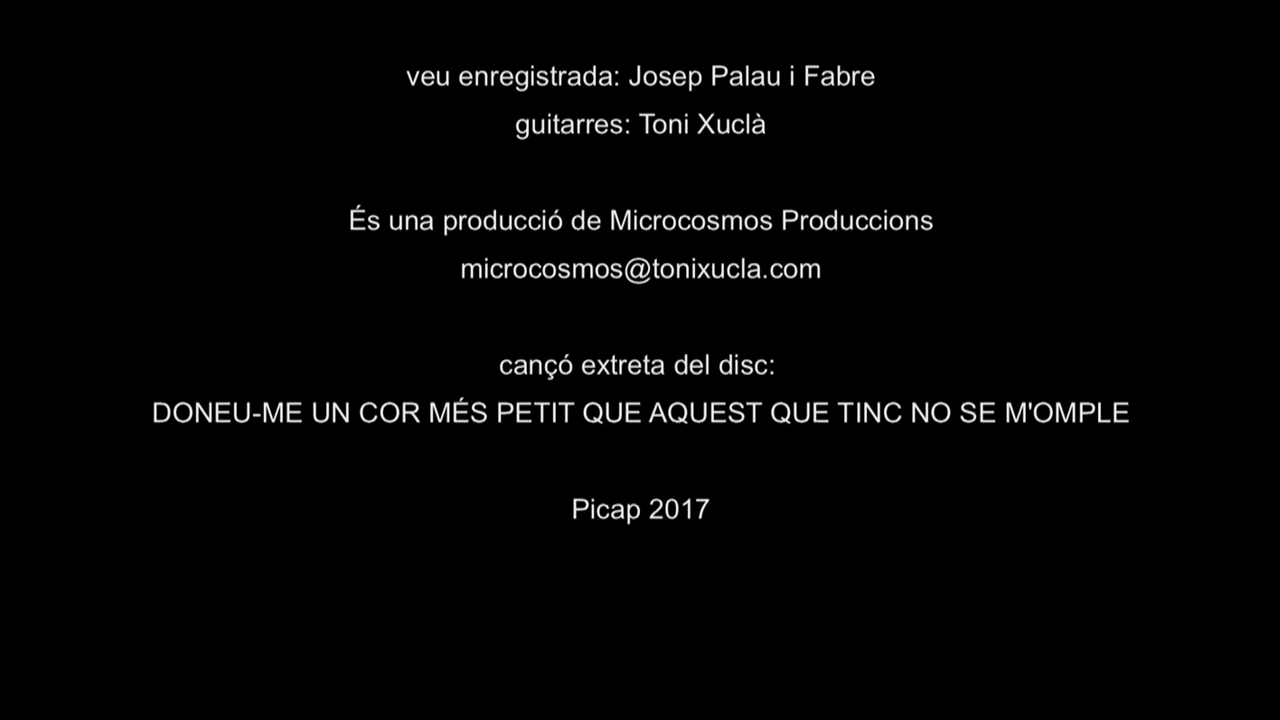 veu enregistrada: Josep Palau i Fabre
guitarres: Toni Xuclà
És una producció de Microcosmos Produccions
microcosmos@tonixucla.com
cançó extreta del disc:
DONEU-ME UN COR MÉS PETIT QUE AQUEST QUE TINC NO SE M'OMPLE
Picap 2017